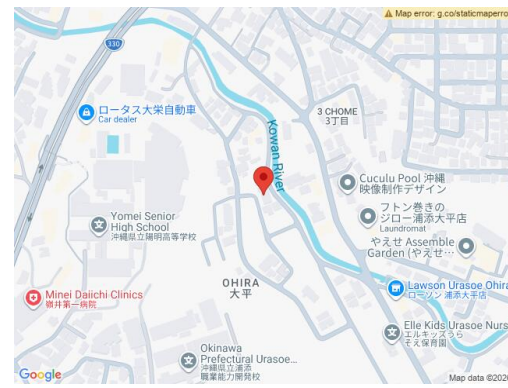 Map error: g.co/staticmaperro
330
ロータス大栄自動車
Car dealer
3 CHOME
3丁目
Kowan River
Cuculu Pool 沖縄
映像制作デザイン
フトン巻きの
ジロー浦添大平店
Laundromat
Yomei Senior
High School
沖縄県立陽明高等学校
やえせ Assemble
Garden (やえせ…
OHIRA
大平
Lawson Urasoe Ohira
ローソン 浦添大平店
Minei Daiichi Clinics
嶺井第一病院
Elle Kids Urasoe Nurs
エルキッズうら
そえ保育園
Okinawa
Prefectural Urasoe...
沖縄県立浦添
職業能力開発校
Google
Map data ©2026